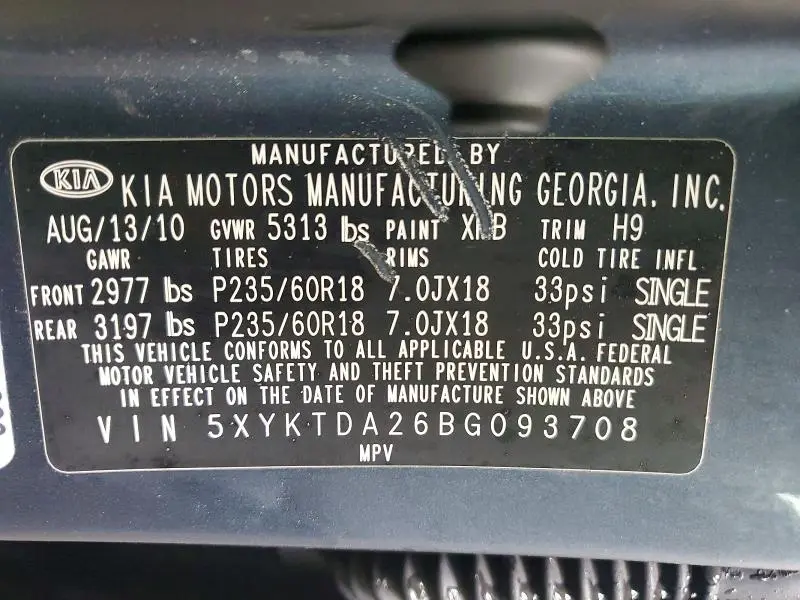 MANUFACTURED BY
KIA KIA MOTORS MANUFACTURING GEORGIA, INC.
AUG/13/10 GVWR 5313 lbs PAINT TRIM H9
GAWR TIRES RIMS COLD TIRE INFL
FRONT 2977 lbs P235/60R18 7.0JX18 33psi SINGLE
REAR 3197 lbs P235/60R18 7.0JX18 33psi SINGLE
THIS VEHICLE CONFORMS TO ALL APPLICABLE U.S.A. FEDERAL
MOTOR VEHICLE SAFETY AND THEFT PREVENTION STANDARDS
IN EFFECT ON THE DATE OF MANUFACTURE SHOWN ABOVE
VIN 5XYKTDA26BG093708
MPV